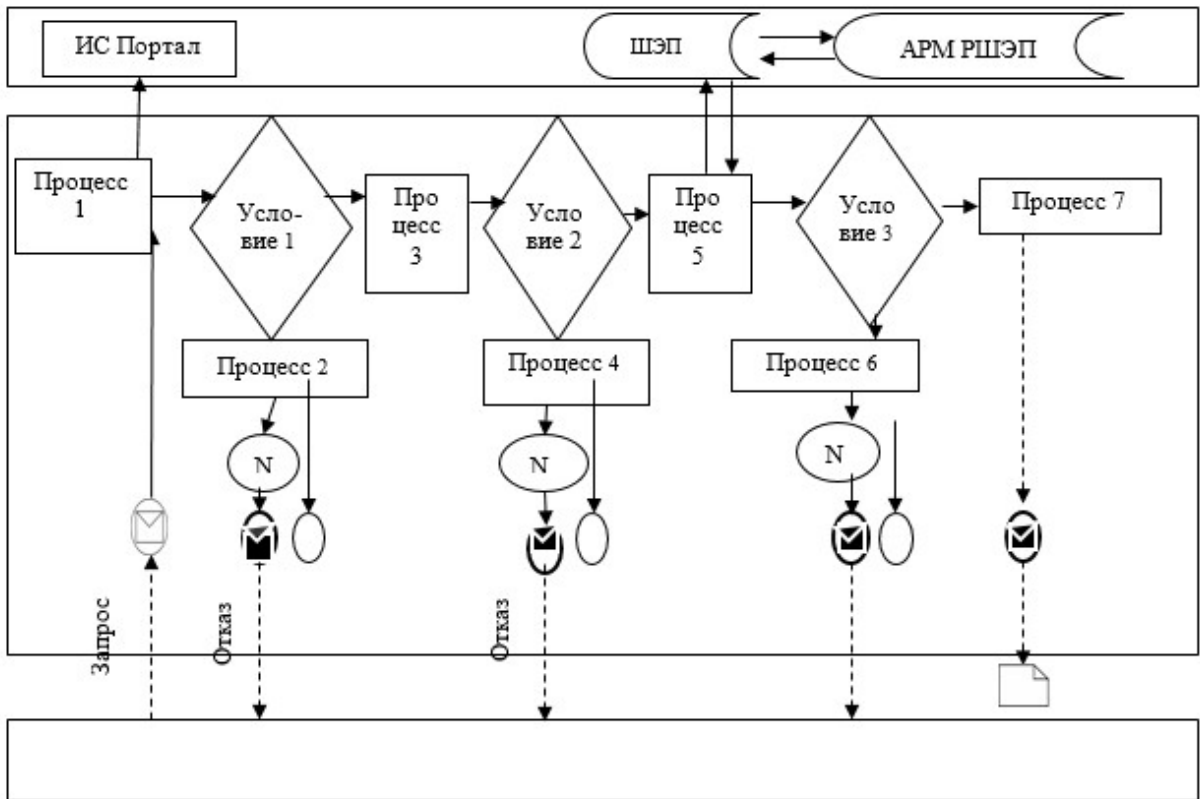 ИС Портал
ШЭП
АРМ РШЭП
Процесс
1
Усло-
вие 1
Про
цесс
3
Усло
вие 2
Про
цесс
5
Усло
вие 3
Процесс 7
Процесс 2
Процесс 4
Процесс 6
N
N
N
Запрос
Отказ
Отказ